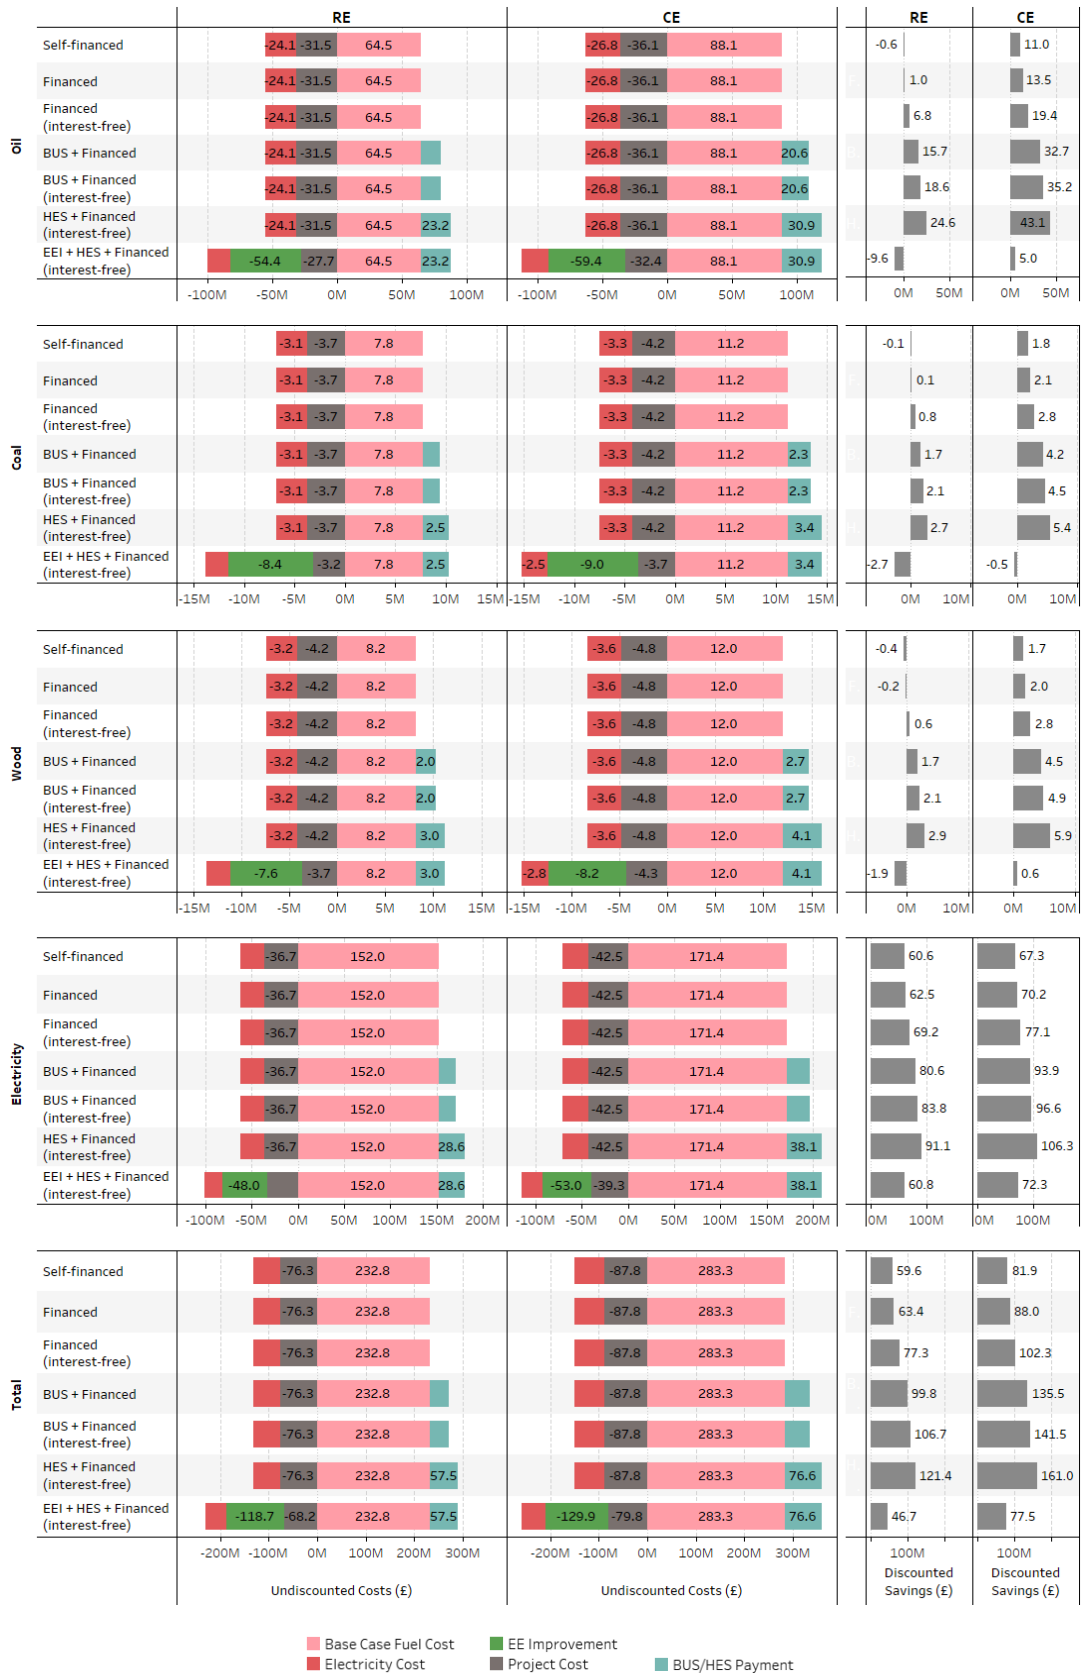 RE CE RE CE
Oil
Self-financed -24.1 -31.5 64.5 -26.8 -36.1 88.1 -0.6 11.0
Financed -24.1 -31.5 64.5 -26.8 -36.1 88.1 1.0 13.5
Financed
(interest-free) -24.1 -31.5 64.5 -26.8 -36.1 88.1 6.8 19.4
BUS + Financed -24.1 -31.5 64.5 -26.8 -36.1 88.1 20.6 15.7 32.7
BUS + Financed
(interest-free) -24.1 -31.5 64.5 -26.8 -36.1 88.1 20.6 18.6 35.2
HES + Financed
(interest-free) -24.1 -31.5 64.5 23.2 -26.8 -36.1 88.1 30.9 24.6 43.1
EEI + HES + Financed
(interest-free) -54.4 -27.7 64.5 23.2 -59.4 -32.4 88.1 30.9 -9.6 5.0
-100M -50M 0M 50M 100M -100M -50M 0M 50M 100M 0M 50M 0M 50M
Coal
Self-financed -3.1 -3.7 7.8 -3.3 -4.2 11.2 -0.1 1.8
Financed -3.1 -3.7 7.8 -3.3 -4.2 11.2 0.1 2.1
Financed
(interest-free) -3.1 -3.7 7.8 -3.3 -4.2 11.2 0.8 2.8
BUS + Financed -3.1 -3.7 7.8 -3.3 -4.2 11.2 2.3 1.7 4.2
BUS + Financed
(interest-free) -3.1 -3.7 7.8 -3.3 -4.2 11.2 2.3 2.1 4.5
HES + Financed
(interest-free) -3.1 -3.7 7.8 2.5 -3.3 -4.2 11.2 3.4 2.7 5.4
EEI + HES + Financed
(interest-free) -8.4 -3.2 7.8 2.5 -2.5 -9.0 -3.7 11.2 3.4 -2.7 -0.5
-15M -10M -5M 0M 5M 10M 15M -15M -10M -5M 0M 5M 10M 15M 0M 10M 0M 10M
Wood
Self-financed -3.2 -4.2 8.2 -3.6 -4.8 12.0 -0.4 1.7
Financed -3.2 -4.2 8.2 -3.6 -4.8 12.0 -0.2 2.0
Financed
(interest-free) -3.2 -4.2 8.2 -3.6 -4.8 12.0 0.6 2.8
BUS + Financed -3.2 -4.2 8.2 2.0 -3.6 -4.8 12.0 2.7 1.7 4.5
BUS + Financed
(interest-free) -3.2 -4.2 8.2 2.0 -3.6 -4.8 12.0 2.7 2.1 4.9
HES + Financed
(interest-free) -3.2 -4.2 8.2 3.0 -3.6 -4.8 12.0 4.1 2.9 5.9
EEI + HES + Financed
(interest-free) -7.6 -3.7 8.2 3.0 -2.8 -8.2 -4.3 12.0 4.1 -1.9 0.6
-15M -10M -5M 0M 5M 10M 15M -15M -10M -5M 0M 5M 10M 15M 0M 10M 0M 10M
Electricity
Self-financed -36.7 152.0 -42.5 171.4 60.6 67.3
Financed -36.7 152.0 -42.5 171.4 62.5 70.2
Financed
(interest-free) -36.7 152.0 -42.5 171.4 69.2 77.1
BUS + Financed -36.7 152.0 -42.5 171.4 80.6 93.9
BUS + Financed
(interest-free) -36.7 152.0 -42.5 171.4 83.8 96.6
HES + Financed
(interest-free) -36.7 152.0 28.6 -42.5 171.4 38.1 91.1 106.3
EEI + HES + Financed
(interest-free) -48.0 152.0 28.6 -53.0 -39.3 171.4 38.1 60.8 72.3
-100M -50M 0M 50M 100M 150M 200M -100M -50M 0M 50M 100M 150M 200M 0M 100M 0M 100M
Total
Self-financed -76.3 232.8 -87.8 283.3 59.6 81.9
Financed -76.3 232.8 -87.8 283.3 63.4 88.0
Financed
(interest-free) -76.3 232.8 -87.8 283.3 77.3 102.3
BUS + Financed -76.3 232.8 -87.8 283.3 99.8 135.5
BUS + Financed
(interest-free) -76.3 232.8 -87.8 283.3 106.7 141.5
HES + Financed
(interest-free) -76.3 232.8 57.5 -87.8 283.3 76.6 121.4 161.0
EEI + HES + Financed
(interest-free) -118.7 -68.2 232.8 57.5 -129.9 -79.8 283.3 76.6 46.7 77.5
-200M -100M 0M 100M 200M 300M -200M -100M 0M 100M 200M 300M 100M 100M
Undiscounted Costs (£) Undiscounted Costs (£) Discounted Savings (£) Discounted Savings (£)
Base Case Fuel Cost EE Improvement
Electricity Cost Project Cost BUS/HES Payment